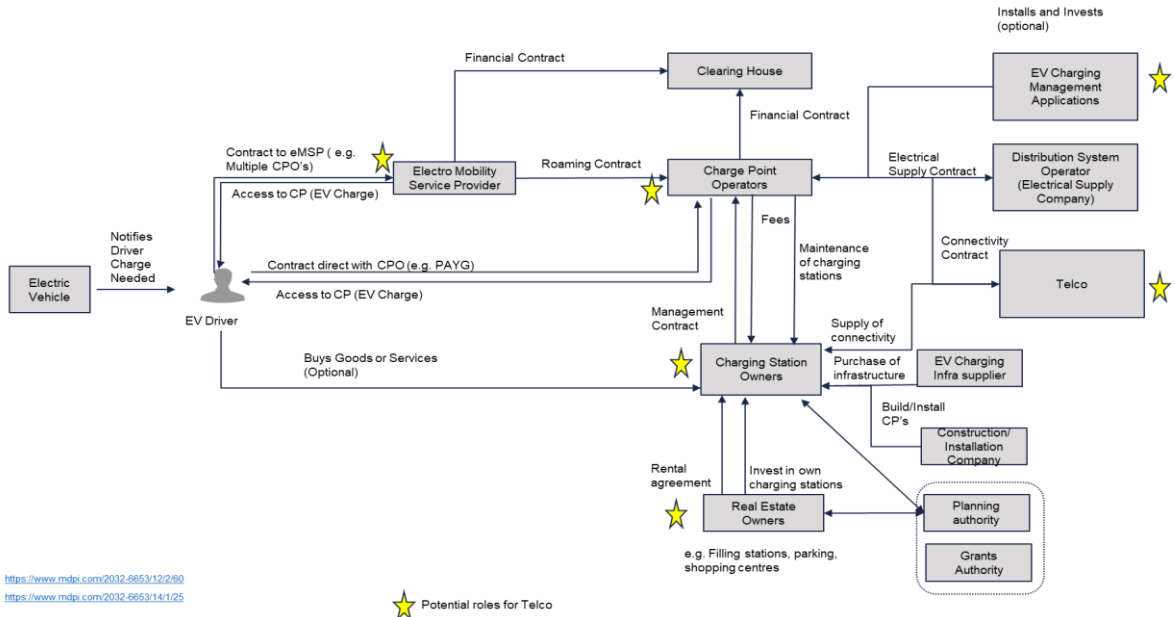 Installs and Invests
(optional)
Financial Contract
Clearing House
EV Charging
Management
Applications
Financial Contract
Contract to eMSP ( e.g.
Multiple CPO's)
Electro Mobility
Service Provider
Roaming Contract
Charge Point
Operators
Electrical
Supply Contract
Distribution System
Operator
(Electrical Supply
Company)
Access to CP (EV Charge)
Fees
Notifies
Driver
Charge
Needed
Maintenance
of charging
stations
Connectivity
Contract
Electric
Vehicle
Contract direct with CPO (e.g. PAYG)
Access to CP (EV Charge)
Telco
EV Driver
Management
Contract
Supply of
connectivity
Buys Goods or Services
(Optional)
Charging Station
Owners
Purchase of
infrastructure
EV Charging
Infra supplier
Build/Install
CP's
Construction/
Installation
Company
Rental
agreement
Invest in own
charging stations
Real Estate
Owners
Planning
authority
e.g. Filling stations, parking,
shopping centres
Grants
Authority
https://www.mdpi.com/2032-6653/12/2/60
https://www.mdpi.com/2032-6653/14/1/25
Potential roles for Telco